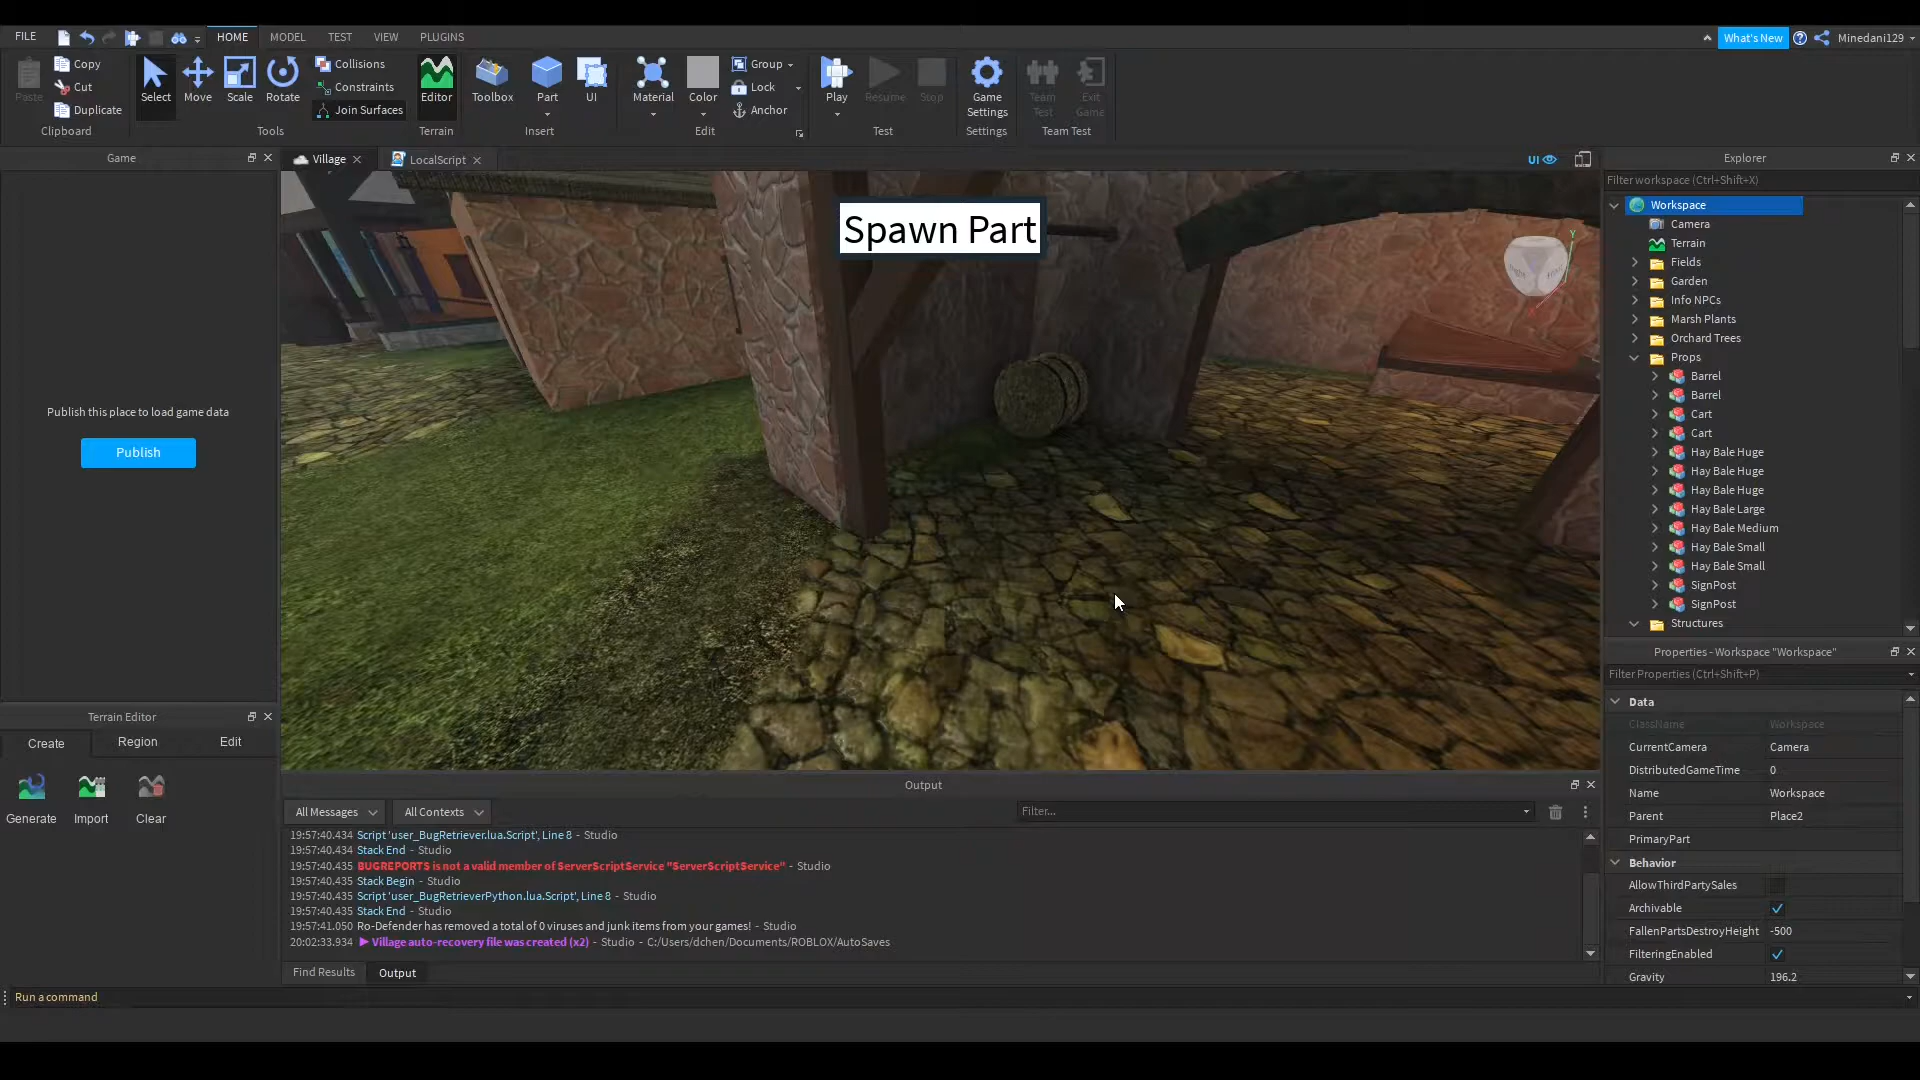 FILE HOME MODEL TEST VIEW PLUGINS What's New Minedani129
Paste Copy Cut Duplicate Clipboard
Select Move Scale Rotate Collisions Constraints Join Surfaces Tools
Editor Terrain
Toolbox Part UI Insert
Material Color Group Lock Anchor Edit
Play Resume Stop Test
Game Settings Settings
Team Test Exit Game Team Test
Game
Publish this place to load game data
Publish
Terrain Editor
Create Region Edit
Generate Import Clear
Village LocalScript UI
Spawn Part
Output
All Messages All Contexts Filter...
19:57:40.434 Script 'user_BugRetriever.lua.Script', Line 8 - Studio
19:57:40.434 Stack End - Studio
19:57:40.435 BUGREPORTS is not a valid member of ServerScriptService "ServerScriptService" - Studio
19:57:40.435 Stack Begin - Studio
19:57:40.435 Script 'user_BugRetrieverPython.lua.Script', Line 8 - Studio
19:57:40.435 Stack End - Studio
19:57:41.050 Ro-Defender has removed a total of 0 viruses and junk items from your games! - Studio
20:02:33.934 Village auto-recovery file was created (x2) - Studio - C:/Users/dchen/Documents/ROBLOX/AutoSaves
Find Results Output
Run a command
Explorer
Filter workspace (Ctrl+Shift+X)
Workspace
Camera
Terrain
Fields
Garden
Info NPCs
Marsh Plants
Orchard Trees
Props
Barrel
Barrel
Cart
Cart
Hay Bale Huge
Hay Bale Huge
Hay Bale Huge
Hay Bale Large
Hay Bale Medium
Hay Bale Small
Hay Bale Small
SignPost
SignPost
Structures
Properties - Workspace "Workspace"
Filter Properties (Ctrl+Shift+P)
Data
ClassName Workspace
CurrentCamera Camera
DistributedGameTime 0
Name Workspace
Parent Place2
PrimaryPart
Behavior
AllowThirdPartySales
Archivable
FallenPartsDestroyHeight -500
FilteringEnabled
Gravity 196.2